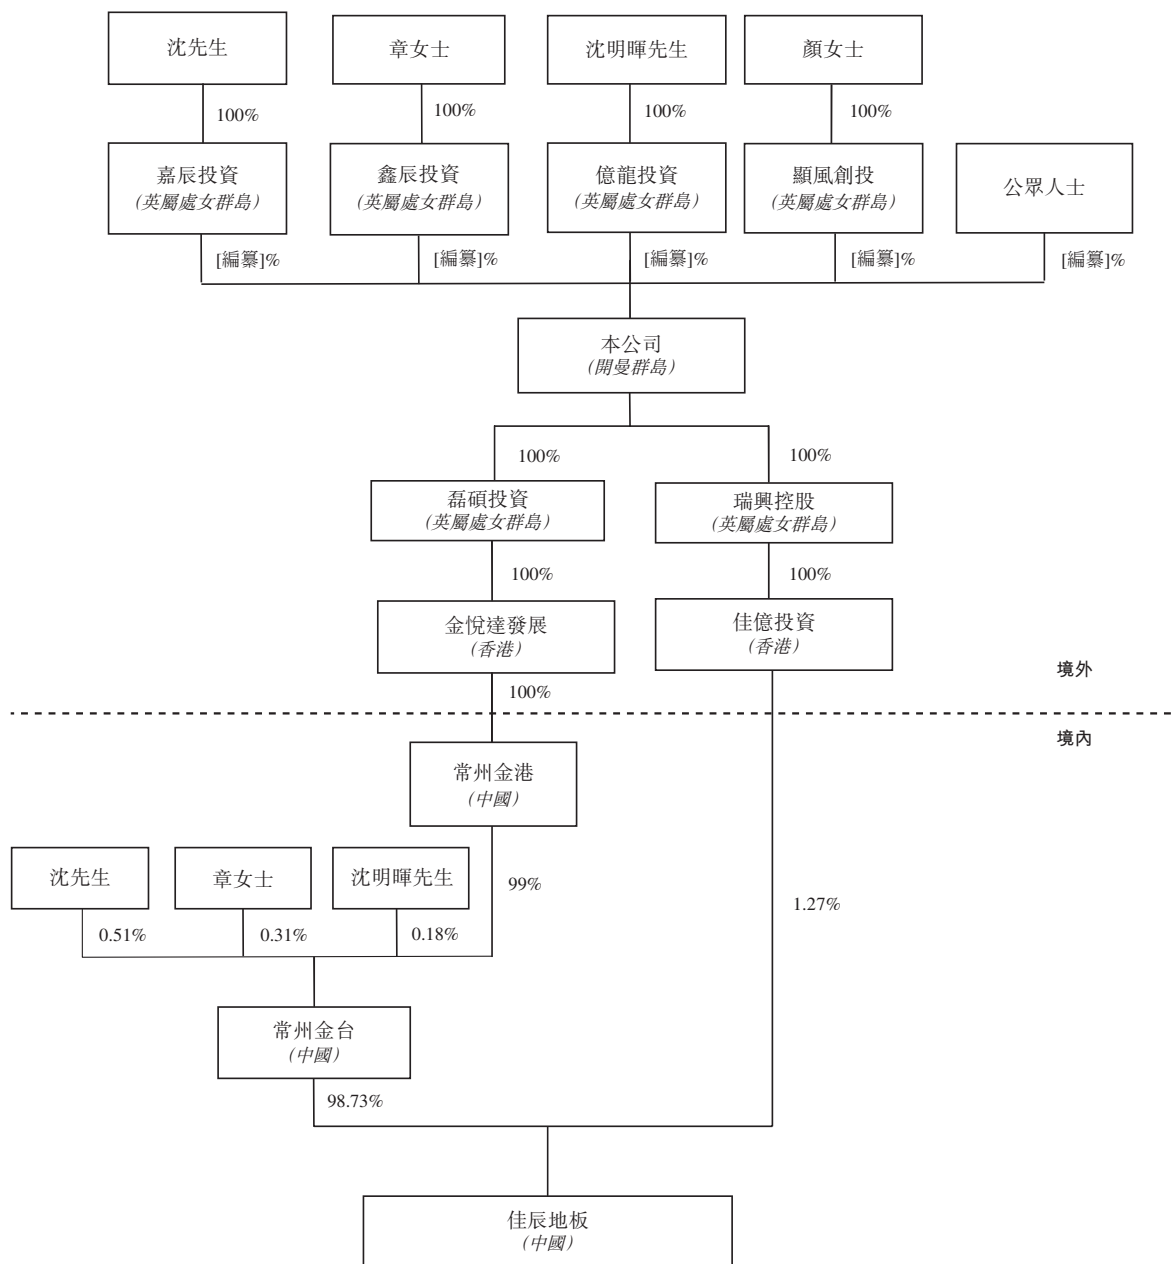 沈先生
章女士
沈明暉先生
顏女士
100%
100%
100%
100%
嘉辰投資
(英屬處女群島)
鑫辰投資
(英屬處女群島)
億龍投資
(英屬處女群島)
顯風創投
(英屬處女群島)
公眾人士
[編纂]%
[編纂]%
[編纂]%
[編纂]%
[編纂]%
本公司
(開曼群島)
100%
100%
磊碩投資
(英屬處女群島)
瑞興控股
(英屬處女群島)
100%
100%
金悅達發展
(香港)
佳億投資
(香港)
境外
100%
境內
常州金港
(中國)
沈先生
章女士
沈明暉先生
99%
1.27%
0.51%
0.31%
0.18%
常州金台
(中國)
98.73%
佳辰地板
(中國)